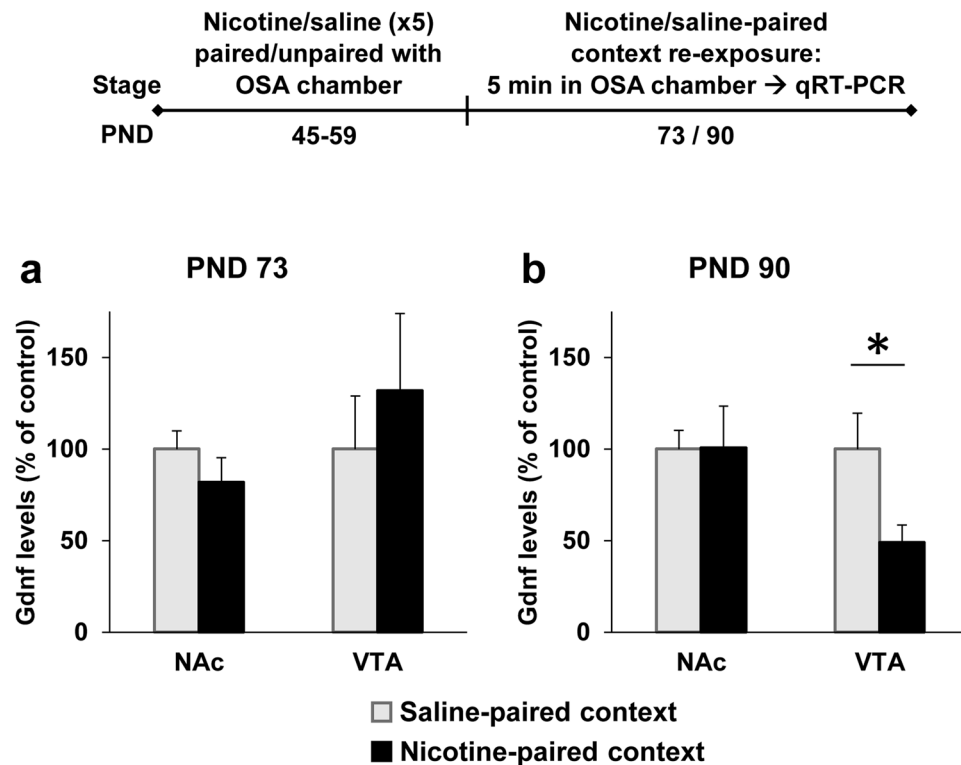 Nicotine/saline (x5)
paired/unpaired with
OSA chamber
Nicotine/saline-paired
context re-exposure:
5 min in OSA chamber → qRT-PCR
Stage
PND
45-59
73 / 90
a
PND 73
Gdnf levels (% of control)
150
100
50
0
NAc
VTA
b
PND 90
Gdnf levels (% of control)
150
100
50
0
*
NAc
VTA
Saline-paired context
Nicotine-paired context